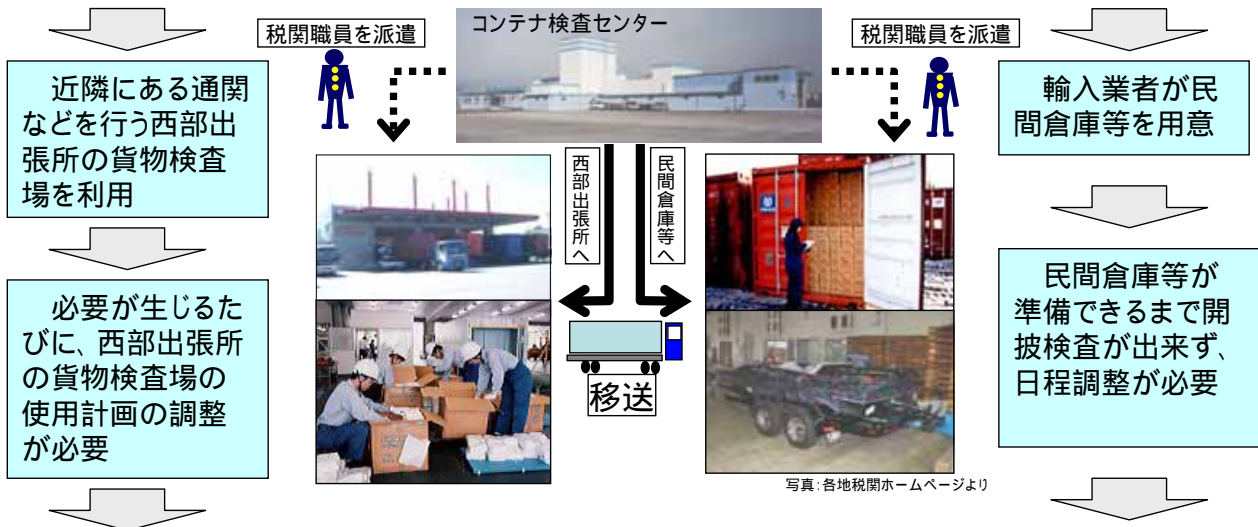 コンテナ検査センター
税関職員を派遣
税関職員を派遣
近隣にある通関
などを行う西部出
張所の貨物検査
場を利用
必要が生じるた
びに、西部出張所
の貨物検査場の
使用計画の調整
が必要
西部出張所へ
民間倉庫等へ
移送
輸入業者が民
間倉庫等を用意
民間倉庫等が
準備できるまで開
披検査が出来ず、
日程調整が必要
写真:各地税関ホームページより